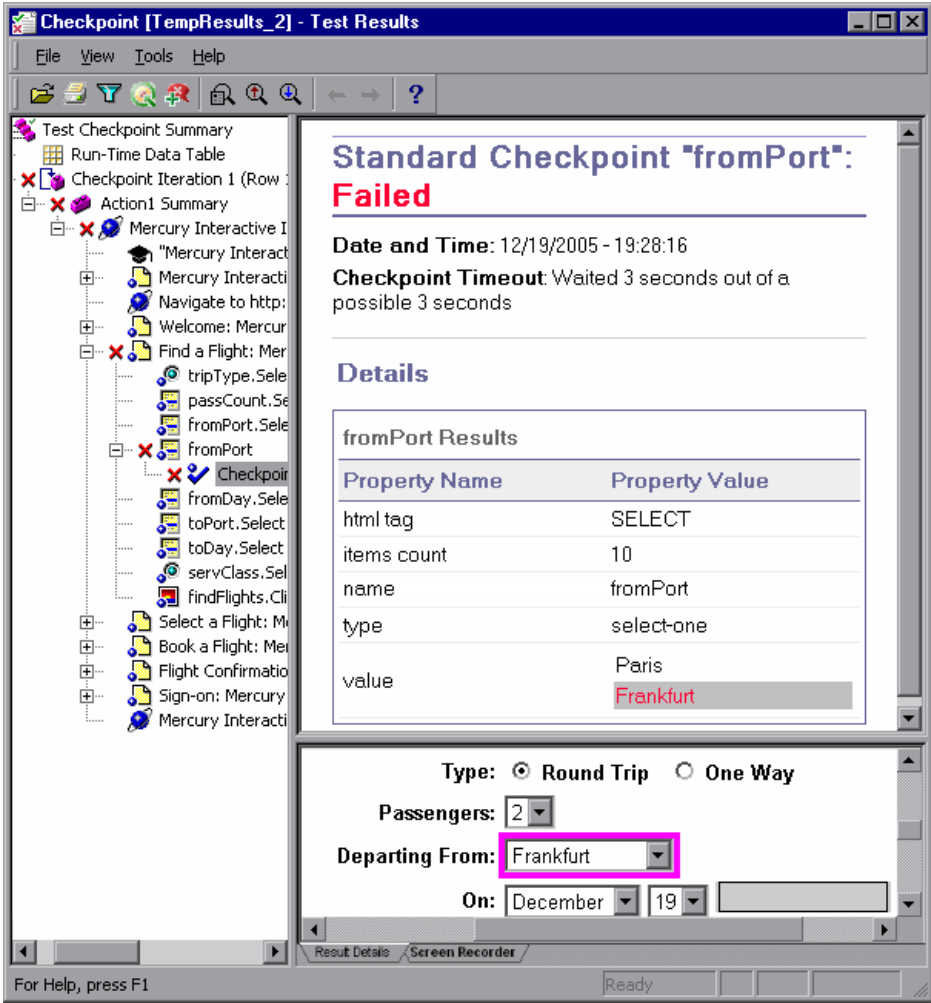 Checkpoint [TempResults_2] - Test Results
File View Tools Help
Test Checkpoint Summary
Run-Time Data Table
Checkpoint Iteration 1 (Row
Action1 Summary
Mercury Interactive I
"Mercury Interact
Mercury Interacti
Navigate to http:
Welcome: Mercur
Find a Flight: Mer
tripType.Sele
passCount.Se
fromPort.Sele
fromPort
Checkpoin
fromDay.Sele
toPort.Select
toDay.Select
servClass.Sel
findFlights.Cli
Select a Flight: M
Book a Flight: Mer
Flight Confirmatio
Sign-on: Mercury
Mercury Interacti
Standard Checkpoint "fromPort":
Failed
Date and Time: 12/19/2005 - 19:28:16
Checkpoint Timeout: Waited 3 seconds out of a
possible 3 seconds
Details
fromPort Results
Property Name Property Value
html tag SELECT
items count 10
name fromPort
type select-one
value Paris
Frankfurt
Type: Round Trip One Way
Passengers: 2
Departing From: Frankfurt
On: December 19
Result Details Screen Recorder
For Help, press F1 Ready